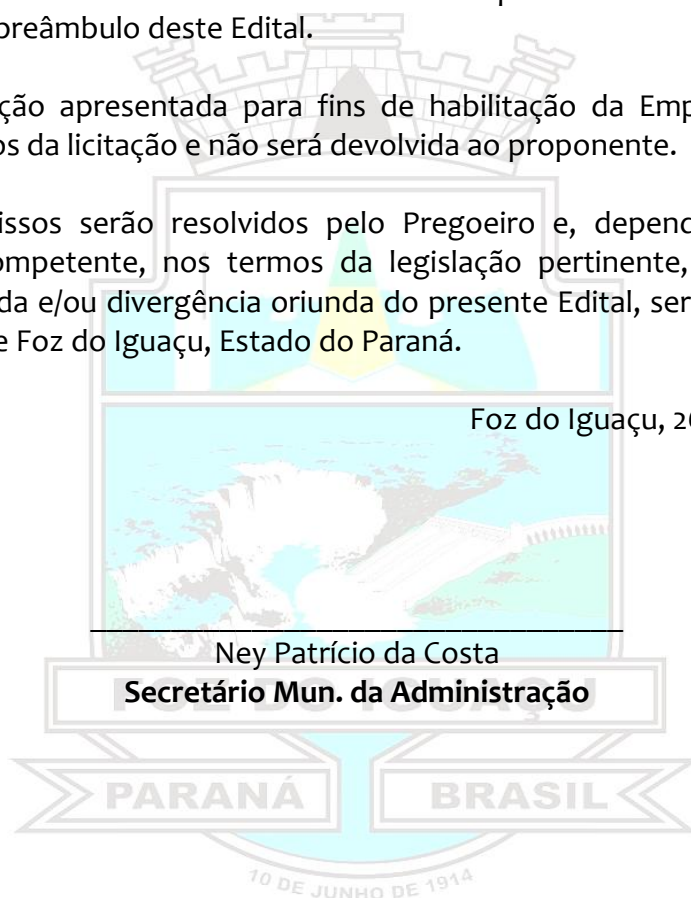 preâmbulo deste Edital.
ção apresentada para fins de habilitação da Emp
os da licitação e não será devolvida ao proponente.
issos serão resolvidos pelo Pregoeiro e, depend
ompetente, nos termos da legislação pertinente,
da e/ou divergência oriunda do presente Edital, ser
e Foz do Iguaçu, Estado do Paraná.
Foz do Iguaçu, 2
Ney Patrício da Costa
Secretário Mun. da Administração
FOZ DO IGUAÇU
PARANÁ BRASIL
10 DE JUNHO DE 1914